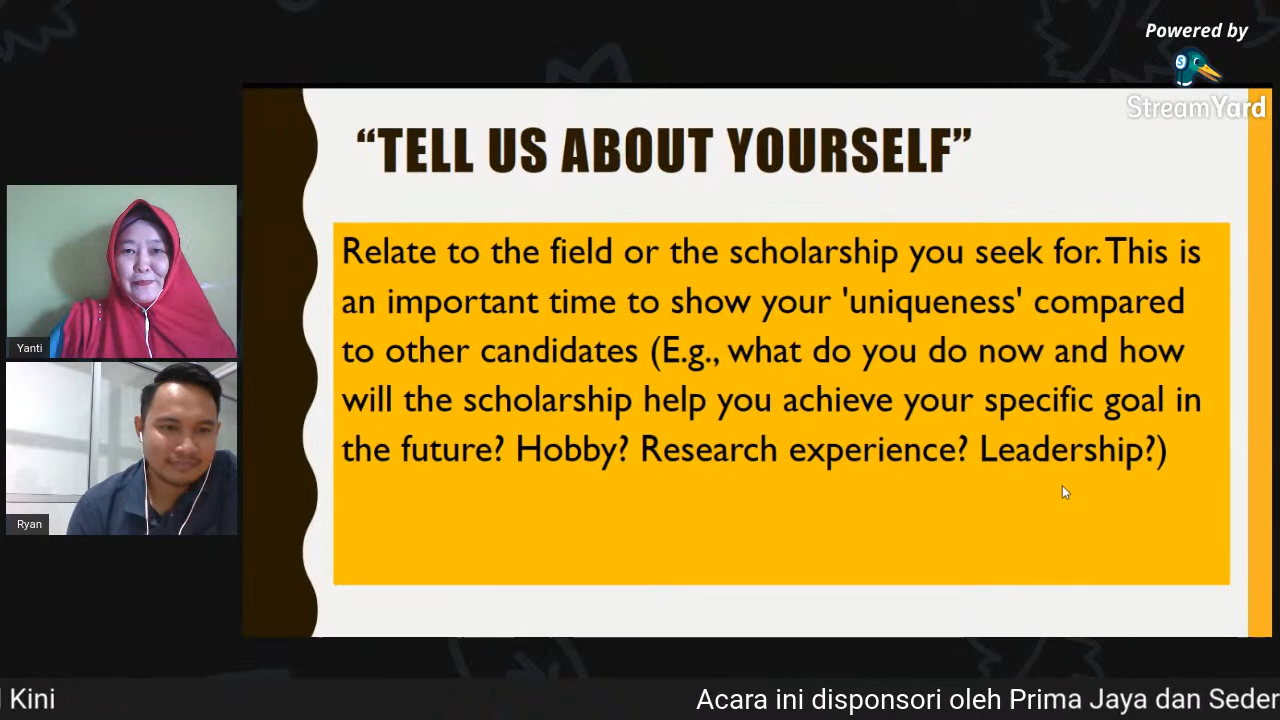 Powered by
StreamYard
“TELL US ABOUT YOURSELF”
Relate to the field or the scholarship you seek for. This is
an important time to show your 'uniqueness' compared
to other candidates (E.g., what do you do now and how
will the scholarship help you achieve your specific goal in
the future? Hobby? Research experience? Leadership?)
Yanti
Ryan
Kini
Acara ini disponsori oleh Prima Jaya dan Seder